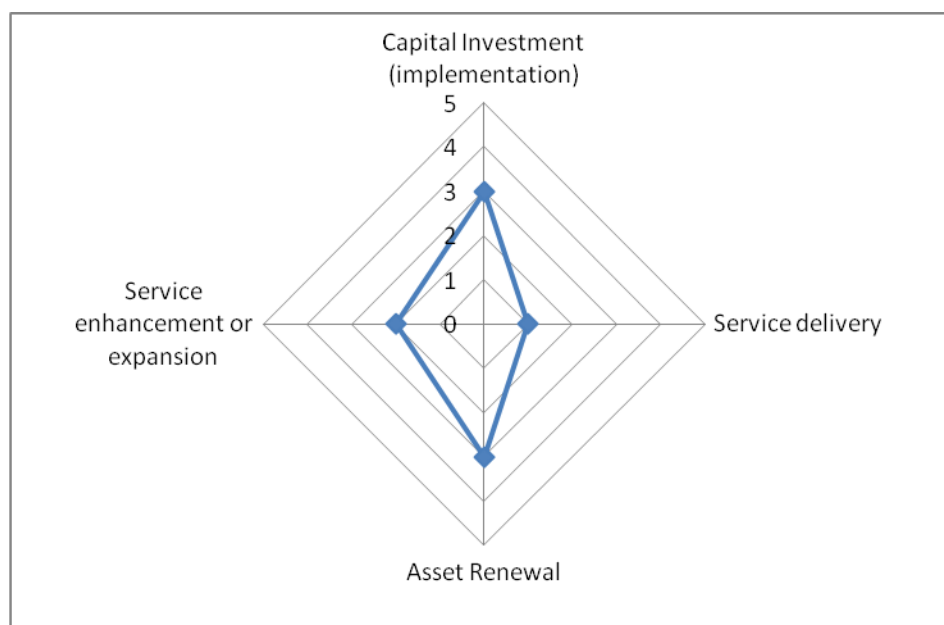 Capital Investment
(implementation)
5
4
3
2
1
0
Service
enhancement or
expansion
Service delivery
Asset Renewal